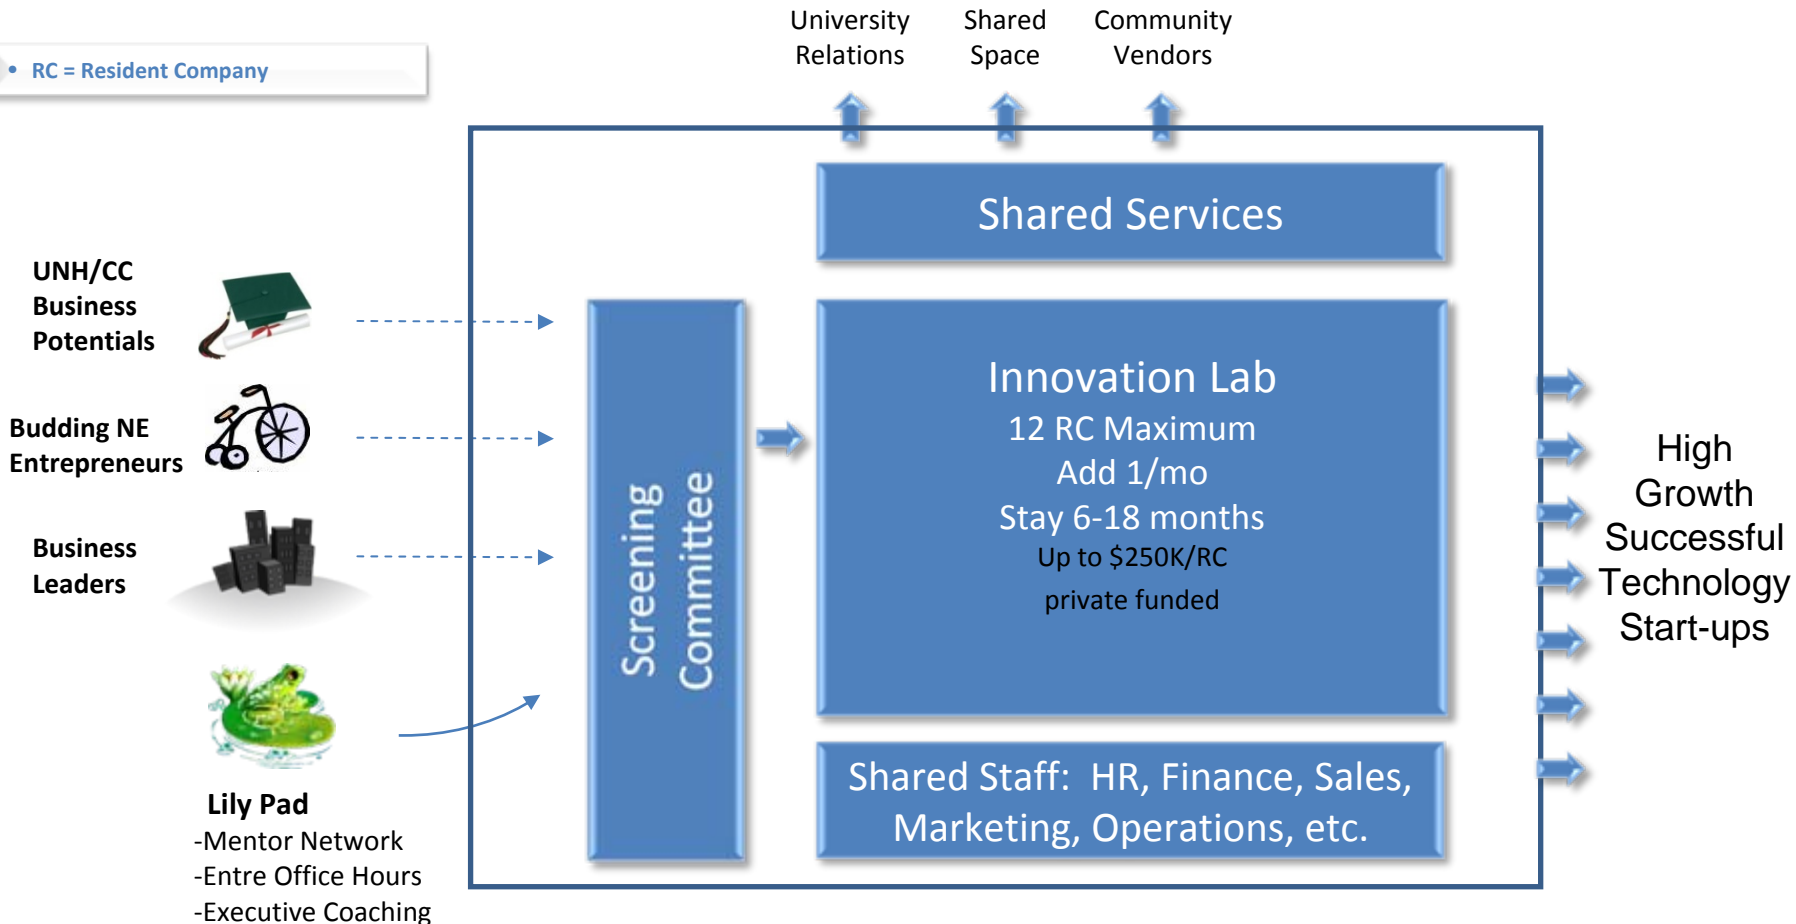 University
Relations
Shared
Space
Community
Vendors
• RC = Resident Company
Shared Services
UNH/CC
Business
Potentials
Budding NE
Entrepreneurs
Business
Leaders
Lily Pad
-Mentor Network
-Entre Office Hours
-Executive Coaching
Screening
Committee
Innovation Lab
12 RC Maximum
Add 1/mo
Stay 6-18 months
Up to $250K/RC
private funded
Shared Staff:  HR, Finance, Sales,
Marketing, Operations, etc.
High
Growth
Successful
Technology
Start-ups